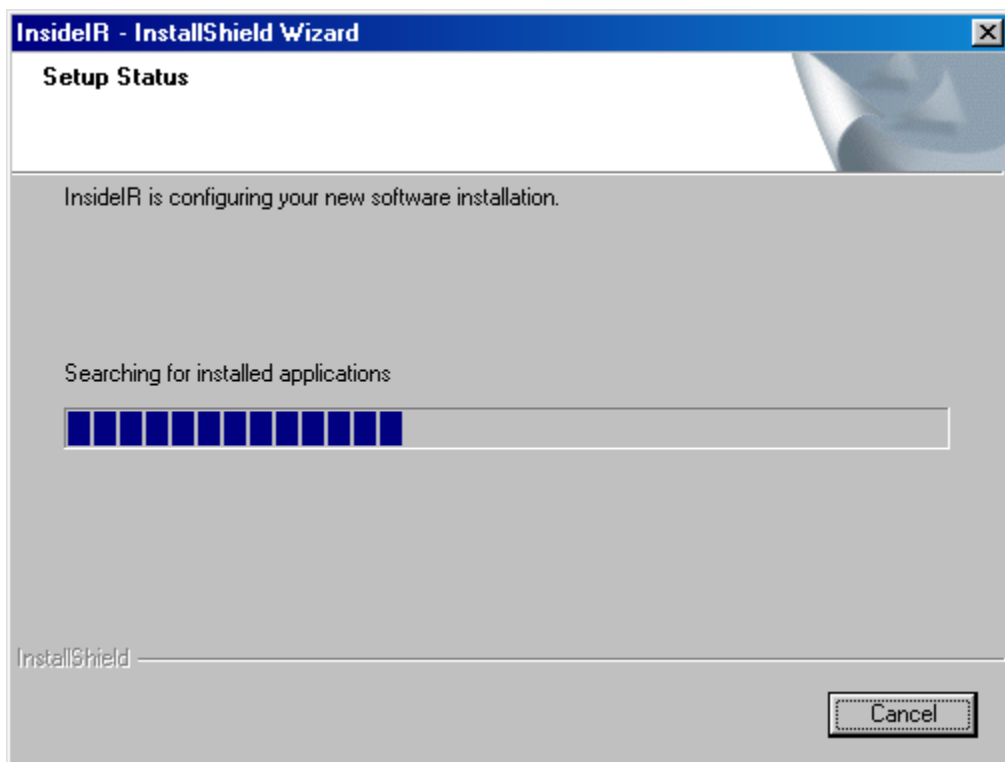 InsideIR - InstallShield Wizard
Setup Status
InsideIR is configuring your new software installation.
Searching for installed applications
InstallShield
Cancel